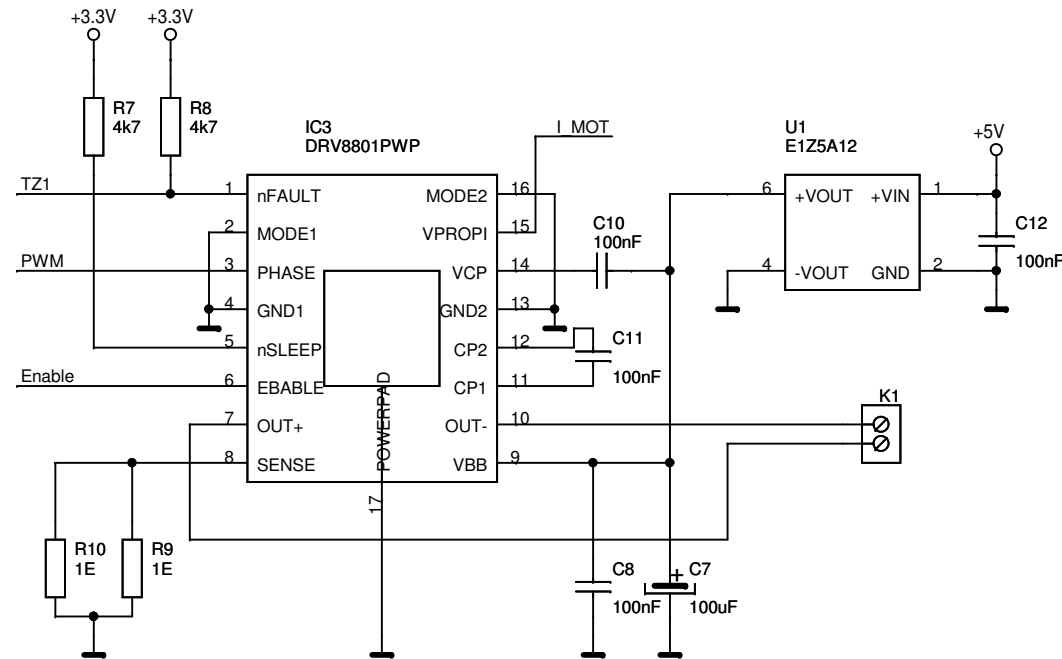 +3.3V
+3.3V
R7
4k7
R8
4k7
IC3
DRV8801PWP
I_MOT
U1
E1Z5A12
+5V
TZ1
1
nFAULT
MODE2
16
6
+VOUT
+VIN
1
2
MODE1
VPROPI
15
C10
100nF
C12
100nF
PWM
3
PHASE
VCP
14
4
-VOUT
GND
2
4
GND1
GND2
13
5
nSLEEP
CP2
12
C11
100nF
Enable
6
EBABLE
CP1
11
7
OUT+
OUT-
10
K1
8
SENSE
POWERPAD
VBB
9
17
R10
1E
R9
1E
C8
100nF
+
C7
100uF